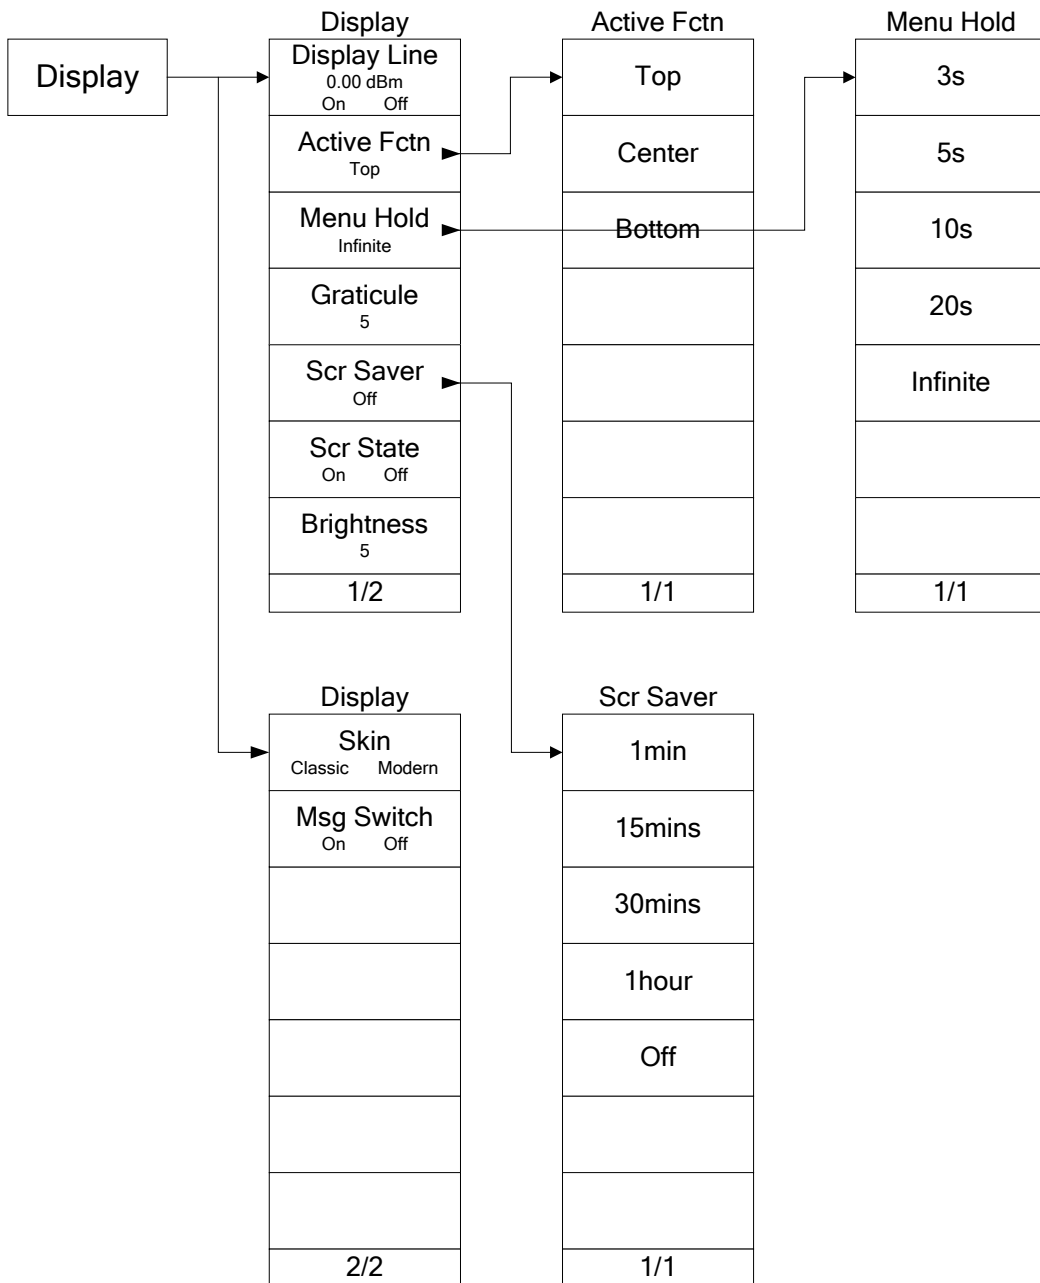 Display
Display
Display Line
0.00 dBm
On Off
Active Fctn
Top
Menu Hold
Infinite
Graticule
5
Scr Saver
Off
Scr State
On Off
Brightness
5
1/2
Active Fctn
Top
Center
Bottom
1/1
Menu Hold
3s
5s
10s
20s
Infinite
1/1
Display
Skin
Classic Modern
Msg Switch
On Off
2/2
Scr Saver
1min
15mins
30mins
1hour
Off
1/1